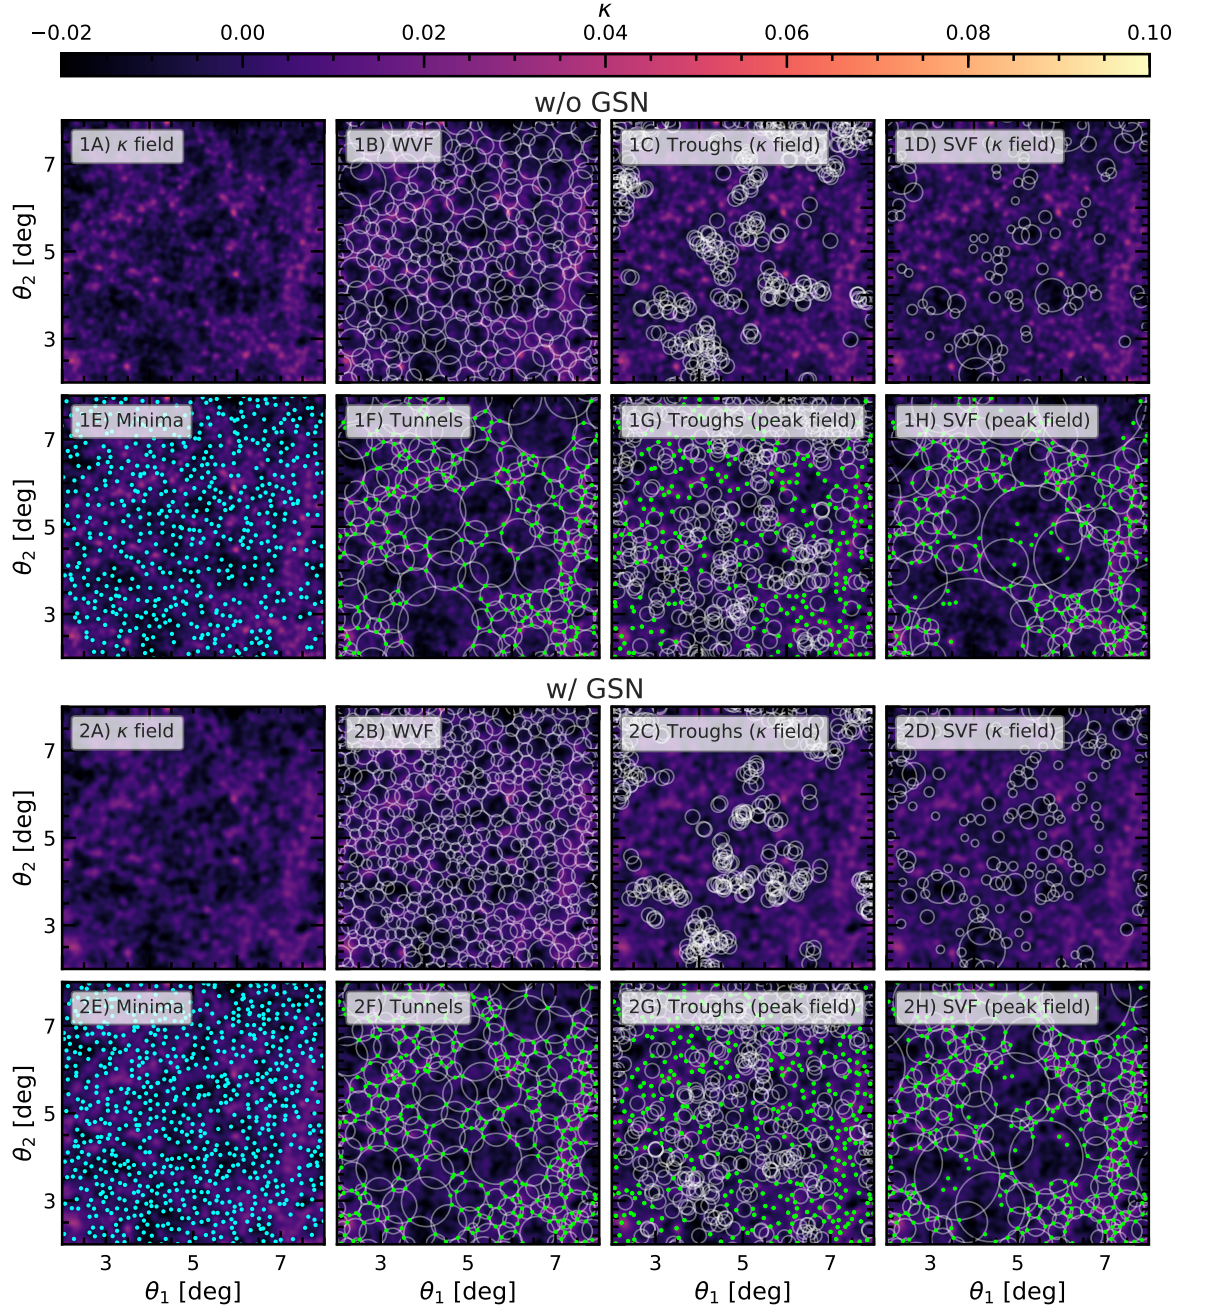 κ
−0.02 0.00 0.02 0.04 0.06 0.08 0.10
w/o GSN
1A) κ field 1B) WVF 1C) Troughs (κ field) 1D) SVF (κ field)
7
5
3
θ2 [deg]
1E) Minima 1F) Tunnels 1G) Troughs (peak field) 1H) SVF (peak field)
7
5
3
θ2 [deg]
w/ GSN
2A) κ field 2B) WVF 2C) Troughs (κ field) 2D) SVF (κ field)
7
5
3
θ2 [deg]
2E) Minima 2F) Tunnels 2G) Troughs (peak field) 2H) SVF (peak field)
7
5
3
θ2 [deg]
3 5 7 3 5 7 3 5 7 3 5 7
θ1 [deg] θ1 [deg] θ1 [deg] θ1 [deg]